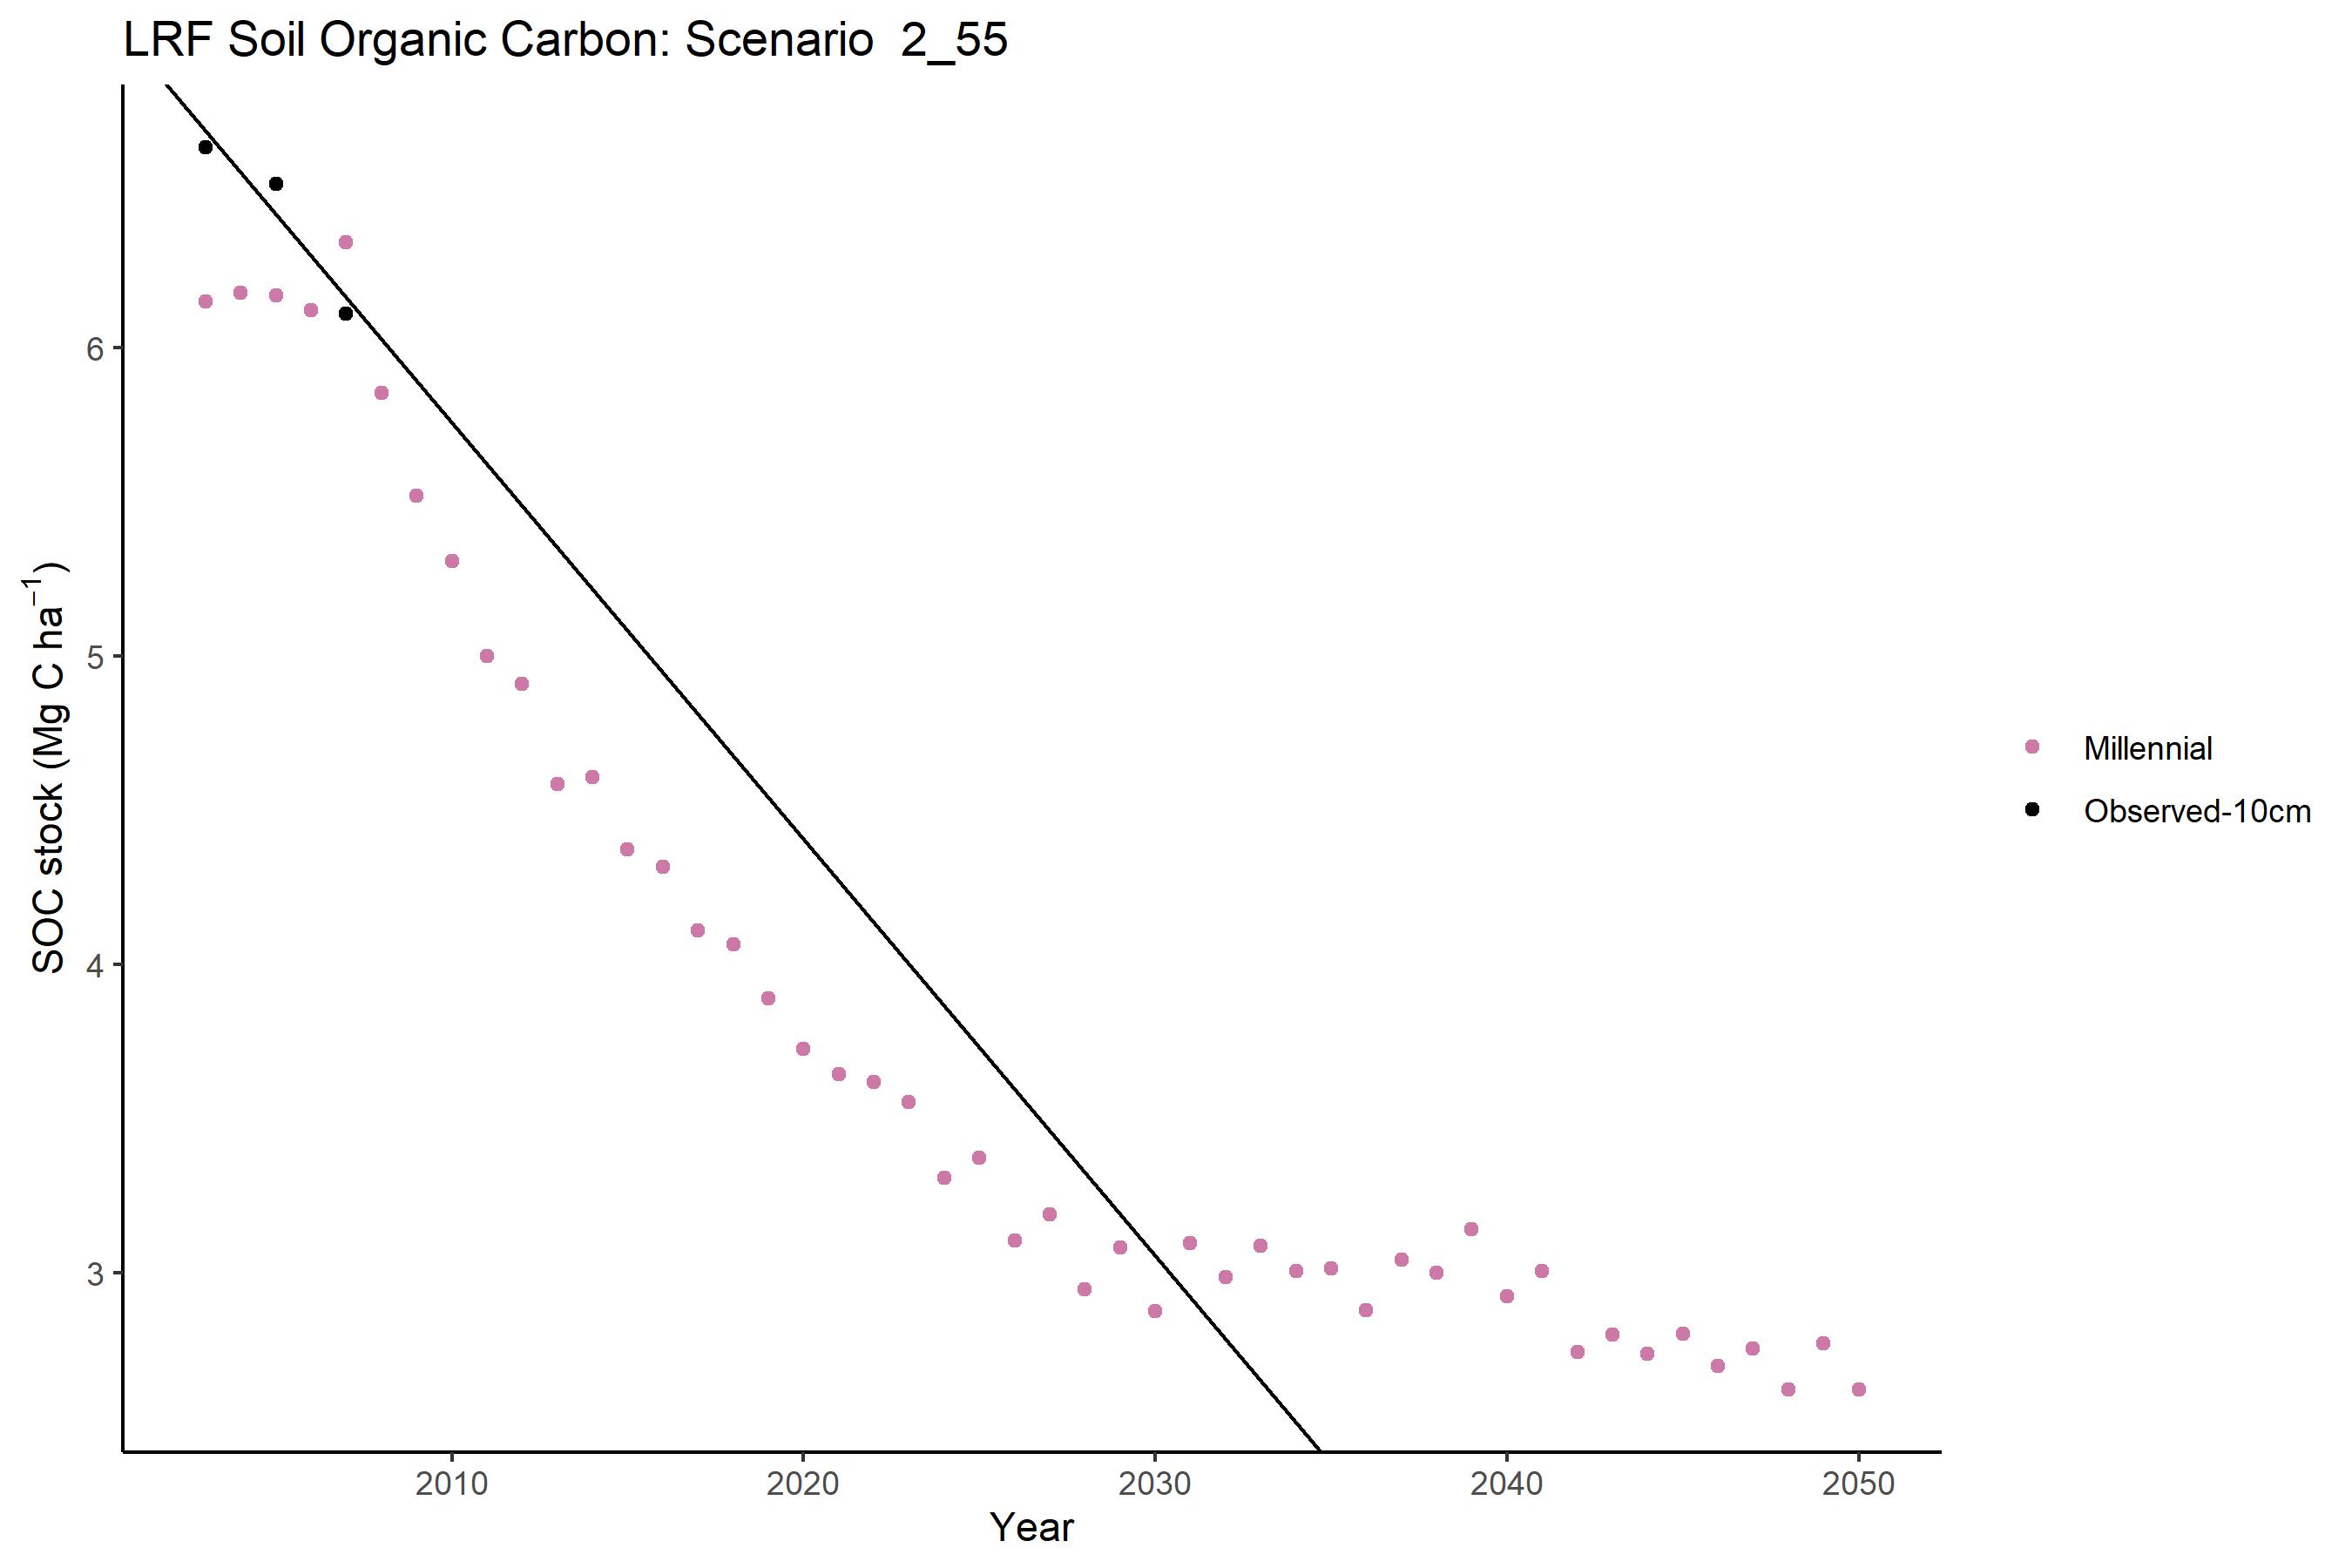 LRF Soil Organic Carbon: Scenario  2_55
SOC stock (Mg C ha⁻¹)
6
5
4
3
2010
2020
2030
2040
2050
Year
Millennial
Observed-10cm